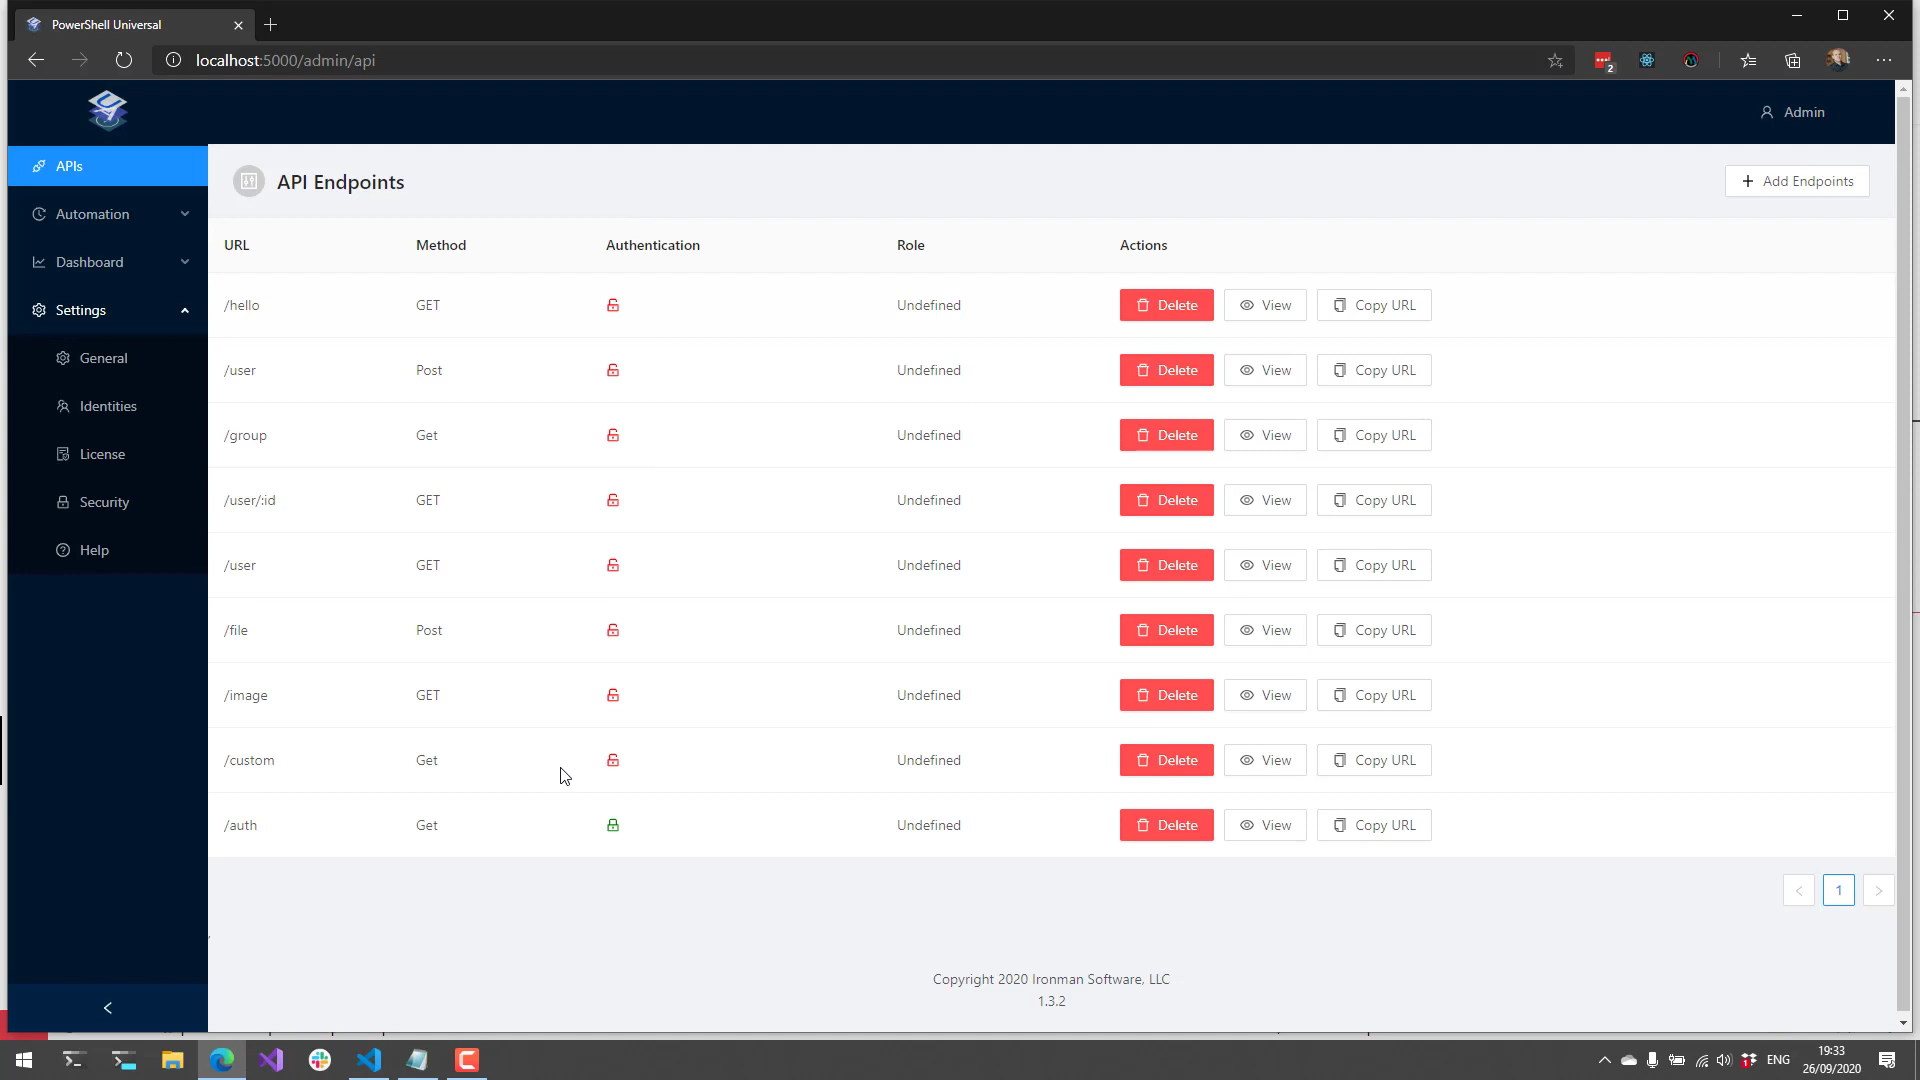 PowerShell Universal
localhost:5000/admin/api
2
Admin
APIs
Automation
Dashboard
Settings
General
Identities
License
Security
Help
API Endpoints
Add Endpoints
URL Method Authentication Role Actions
/hello GET Undefined Delete View Copy URL
/user Post Undefined Delete View Copy URL
/group Get Undefined Delete View Copy URL
/user/:id GET Undefined Delete View Copy URL
/user GET Undefined Delete View Copy URL
/file Post Undefined Delete View Copy URL
/image GET Undefined Delete View Copy URL
/custom Get Undefined Delete View Copy URL
/auth Get Undefined Delete View Copy URL
1
Copyright 2020 Ironman Software, LLC
1.3.2
ENG
19:33
26/09/2020